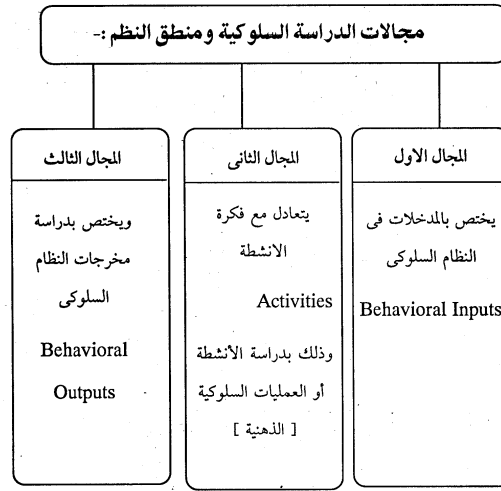 مجالات الدراسة السلوكية ومنطق النظم :-
المجال الاول
يختص بالمدخلات فى
النظام السلوكى
Behavioral Inputs
المجال الثانى
يتعادل مع فكرة
الانشطة
Activities
وذلك بدراسة الأنشطة
أو العمليات السلوكية
[ الذهنية ]
المجال الثالث
ويختص بدراسة
مخرجات النظام
السلوكى
Behavioral
Outputs